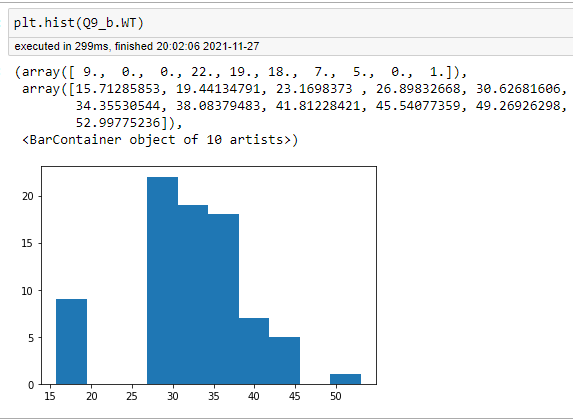 plt.hist(Q9_b.WT)
executed in 299ms, finished 20:02:06 2021-11-27
(array([ 9.,  0.,  0., 22., 19., 18.,  7.,  5.,  0.,  1.]),
array([15.71285853, 19.44134791, 23.1698373 , 26.89832668, 30.62681606,
34.35530544, 38.08379483, 41.81228421, 45.54077359, 49.26926298,
52.99775236]),
<BarContainer object of 10 artists>)
20
15
10
5
0
15 20 25 30 35 40 45 50